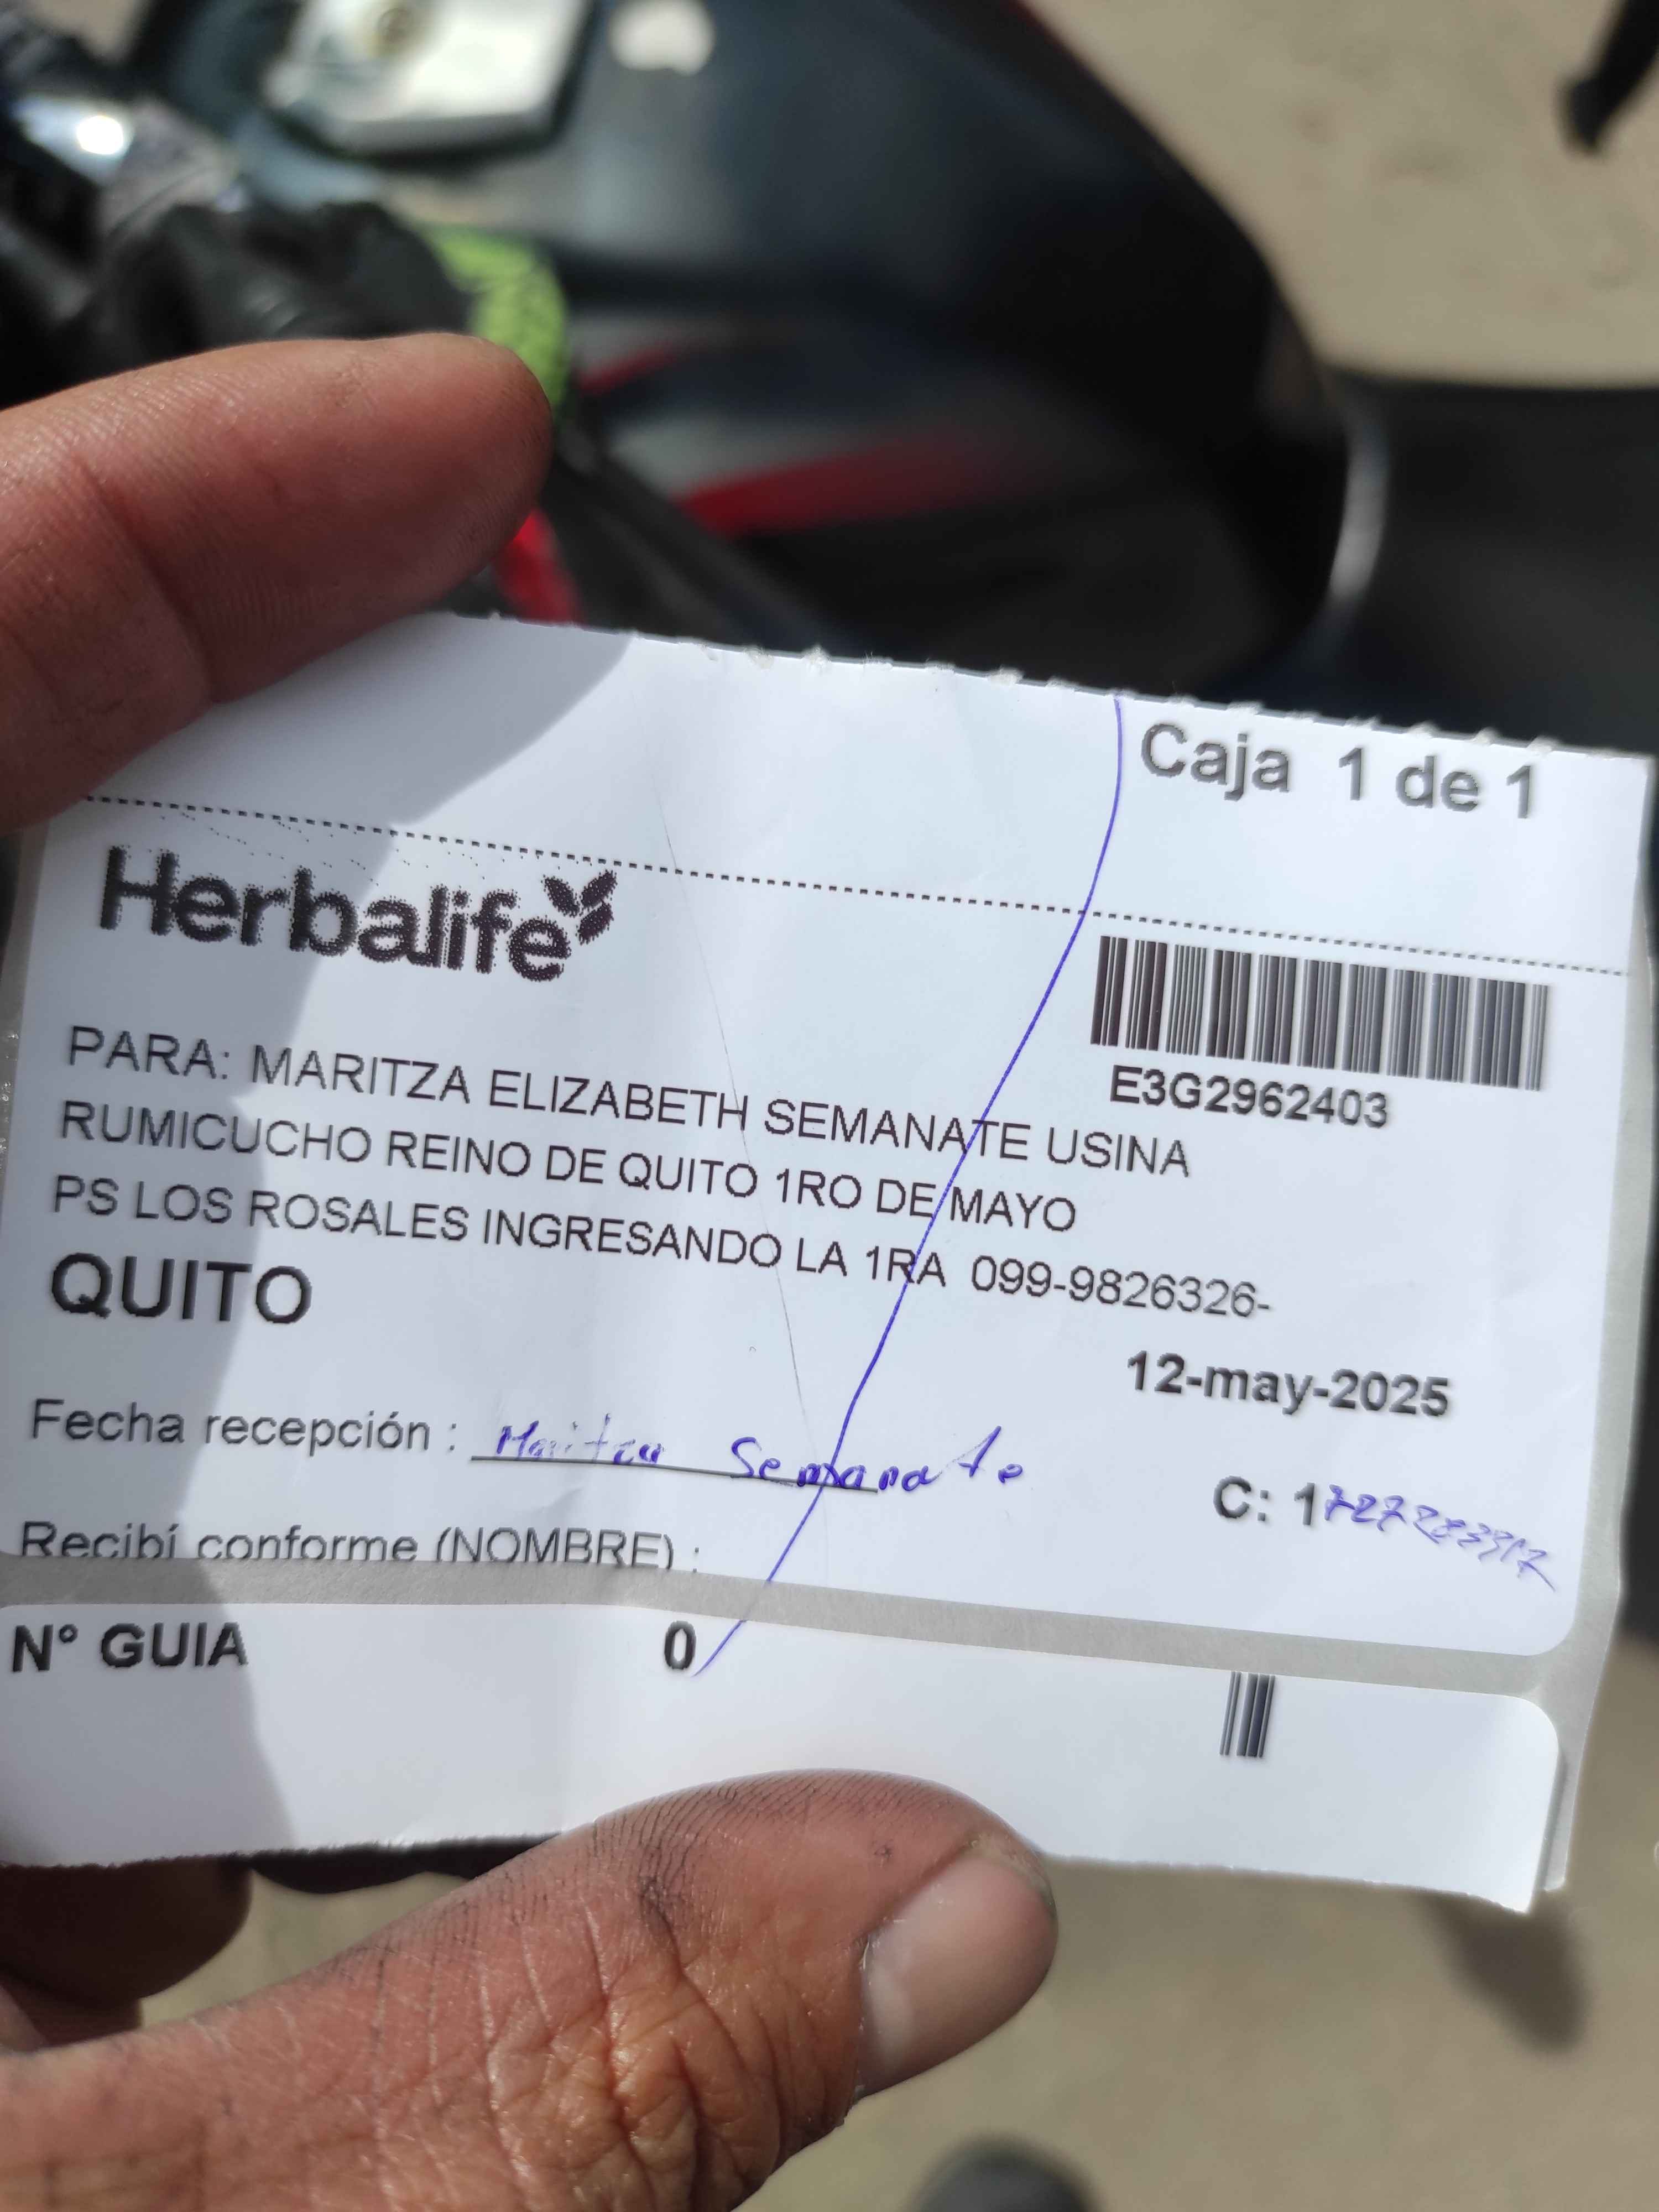 Caja 1 de 1
Herbalife
E3G2962403
PARA: MARITZA ELIZABETH SEMANATE USINA
RUMICUCHO REINO DE QUITO 1RO DE MAYO
PS LOS ROSALES INGRESANDO LA 1RA 099-9826326-
QUITO
12-may-2025
Fecha recepción : Maritza Semanate
C: 1
Recibí conforme (NOMBRE) :
N° GUIA 0